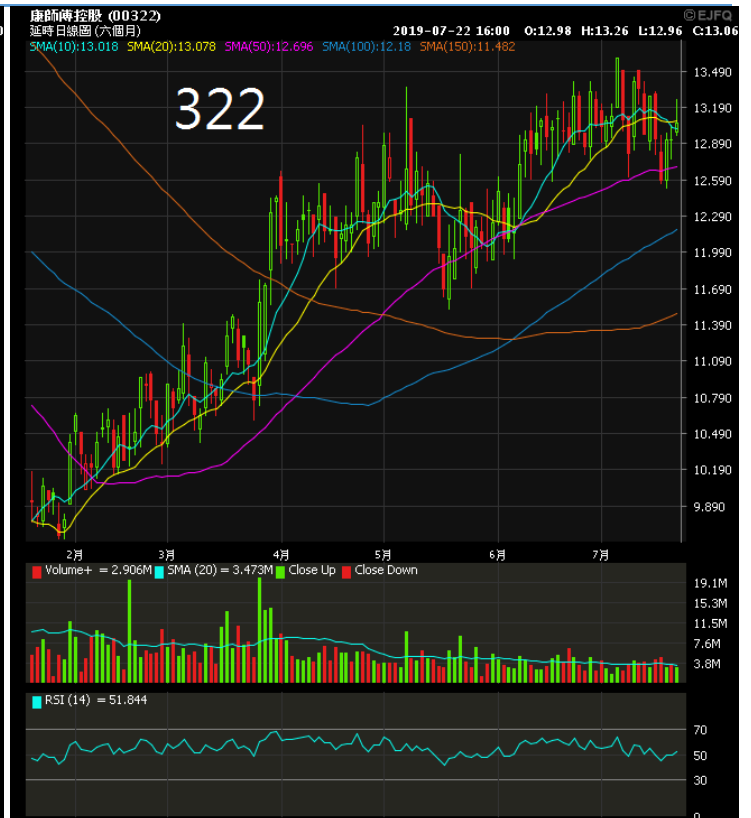 康師傅控股 (00322)
©EJFQ
延時日線圖 (六個月)
2019-07-22 16:00 O:12.98 H:13.26 L:12.96 C:13.06
SMA(10):13.018 SMA(20):13.078 SMA(50):12.696 SMA(100):12.18 SMA(150):11.482
322
13.490
13.190
12.890
12.590
12.290
11.990
11.690
11.390
11.090
10.790
10.490
10.190
9.890
2月 3月 4月 5月 6月 7月
Volume+ = 2.906M SMA (20) = 3.473M Close Up Close Down
19.1M
15.3M
11.5M
7.6M
3.8M
RSI (14) = 51.844
70
50
30
0